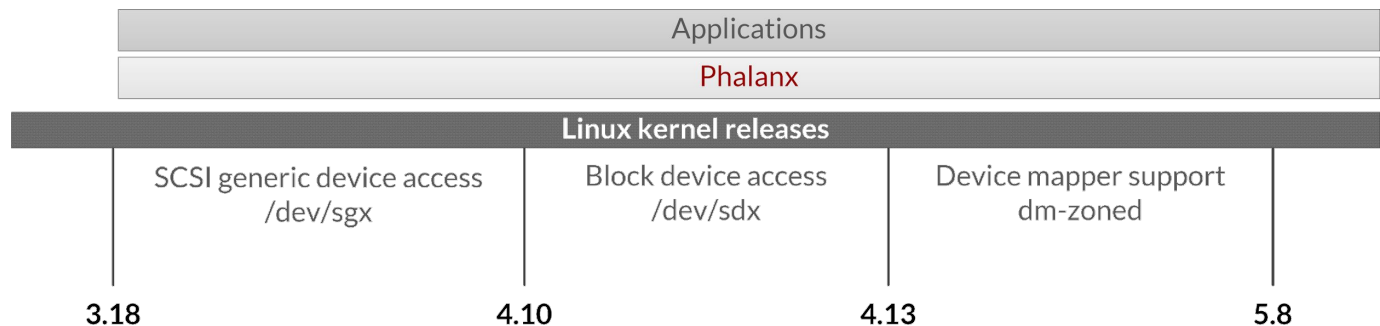 Applications
Phalanx
Linux kernel releases
SCSI generic device access
/dev/sgx
Block device access
/dev/sdx
Device mapper support
dm-zoned
3.18
4.10
4.13
5.8